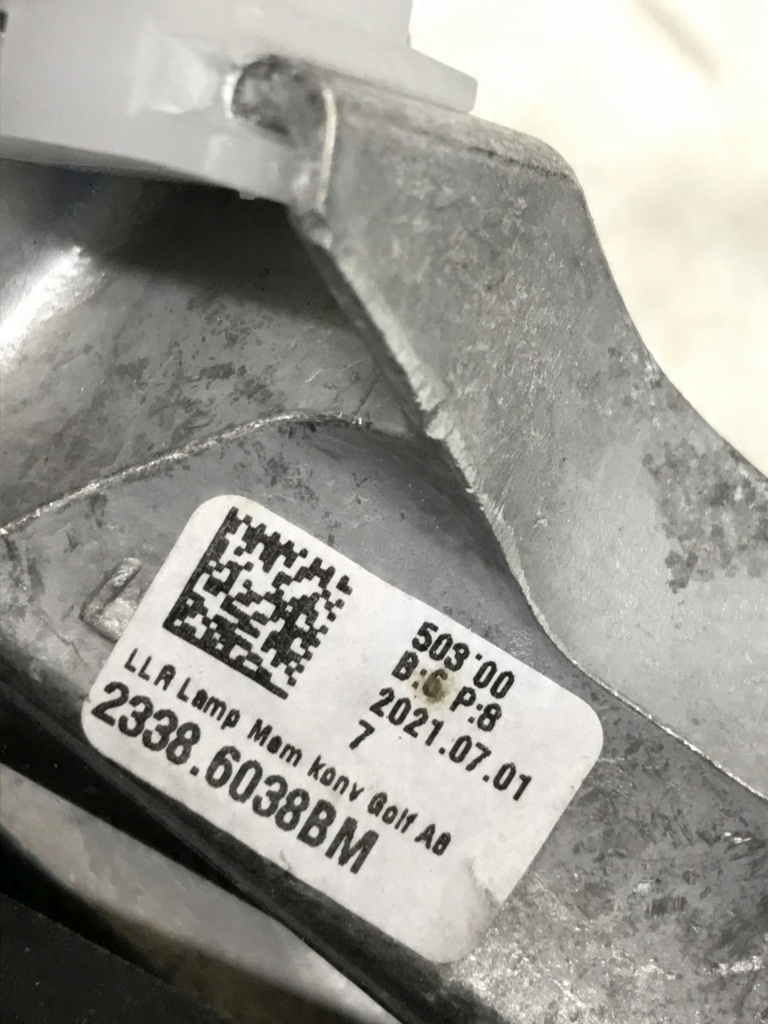 503'00
B:6 P:8
2021.07.01
7
LLR Lamp Mem Konv Golf A8
2338.6038BM
L